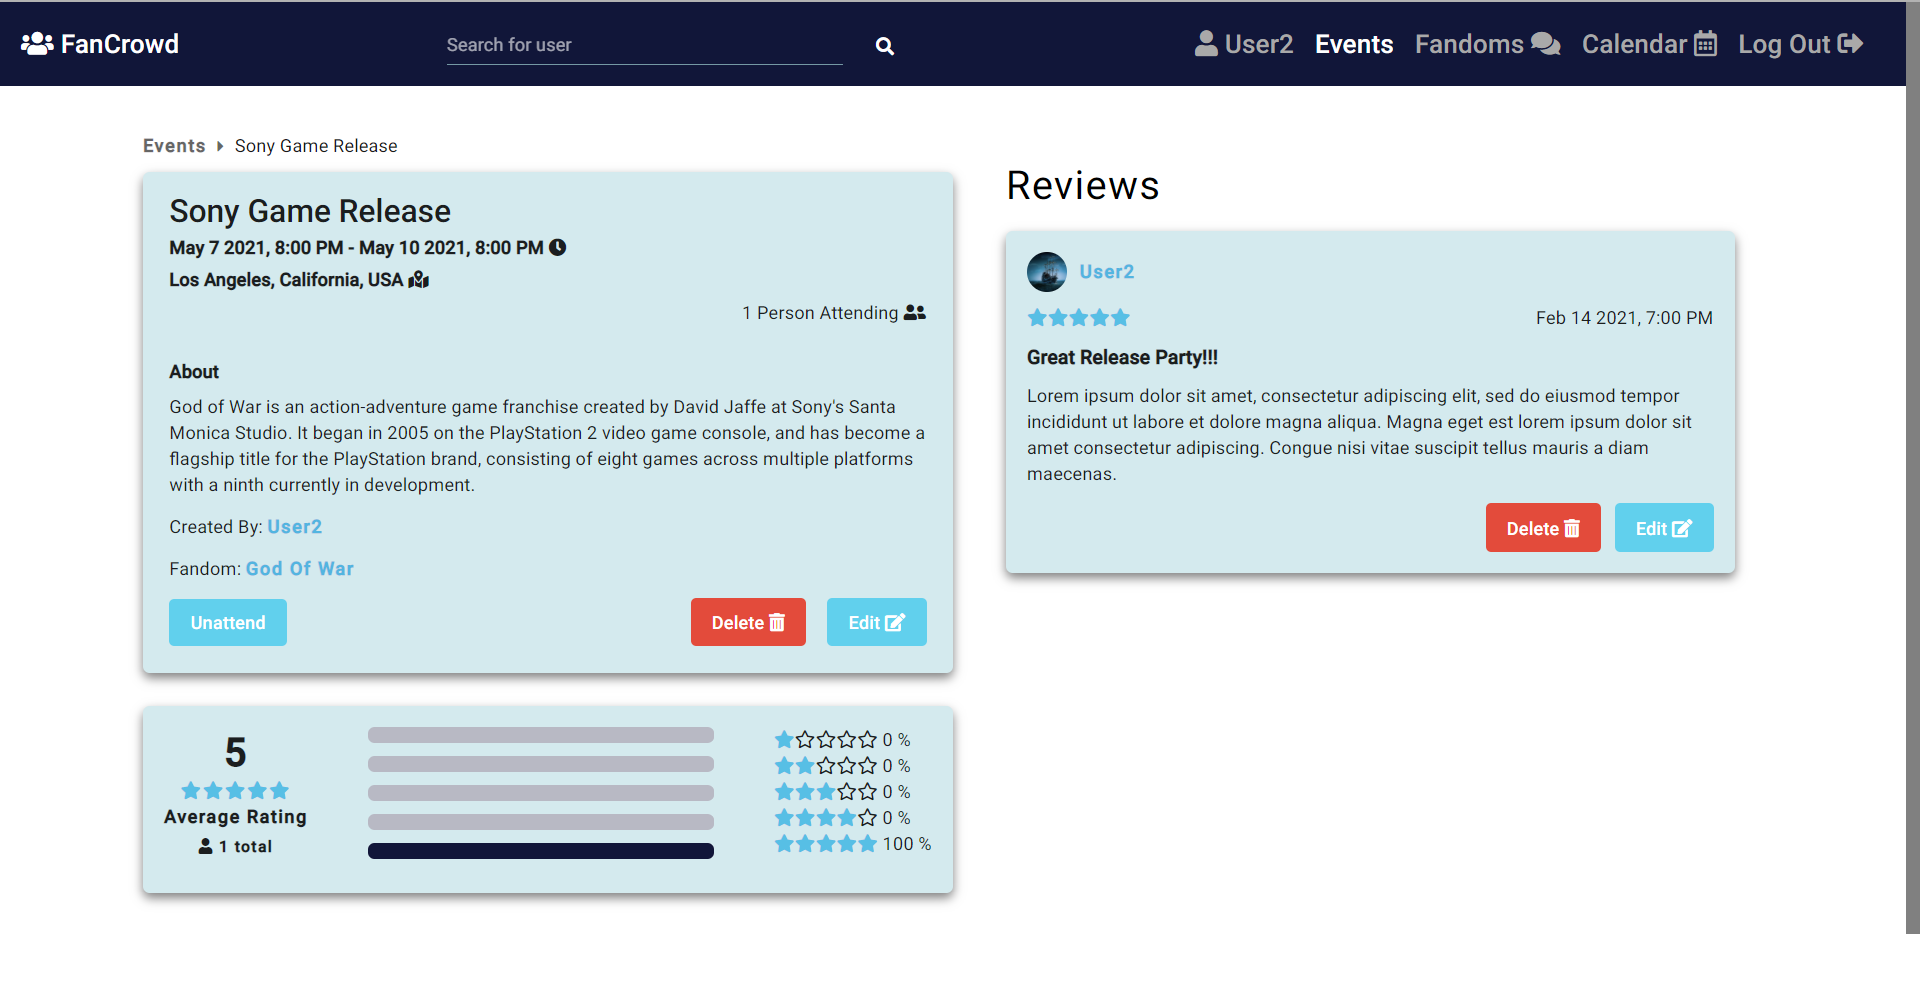 FanCrowd
Search for user
User2
Events
Fandoms
Calendar
Log Out
Events
Sony Game Release
Sony Game Release
May 7 2021, 8:00 PM - May 10 2021, 8:00 PM
Los Angeles, California, USA
1 Person Attending
About
God of War is an action-adventure game franchise created by David Jaffe at Sony's Santa
Monica Studio. It began in 2005 on the PlayStation 2 video game console, and has become a
flagship title for the PlayStation brand, consisting of eight games across multiple platforms
with a ninth currently in development.
Created By: User2
Fandom: God Of War
Unattend
Delete
Edit
5
Average Rating
1 total
0 %
0 %
0 %
0 %
100 %
Reviews
User2
Feb 14 2021, 7:00 PM
Great Release Party!!!
Lorem ipsum dolor sit amet, consectetur adipiscing elit, sed do eiusmod tempor
incididunt ut labore et dolore magna aliqua. Magna eget est lorem ipsum dolor sit
amet consectetur adipiscing. Congue nisi vitae suscipit tellus mauris a diam
maecenas.
Delete
Edit